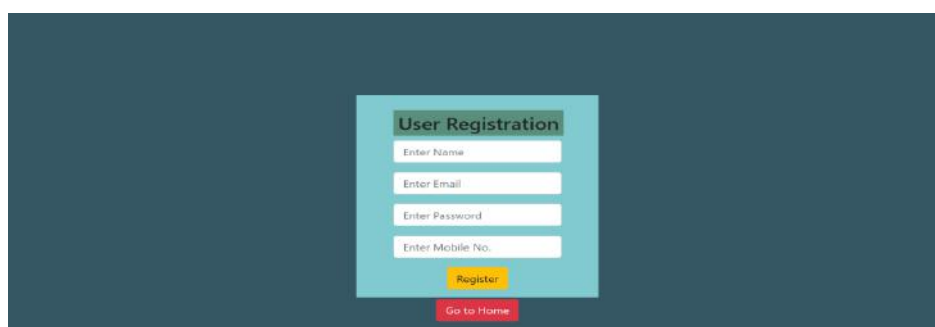 User Registration
Enter Name
Enter Email
Enter Password
Enter Mobile No.
Register
Go to Home